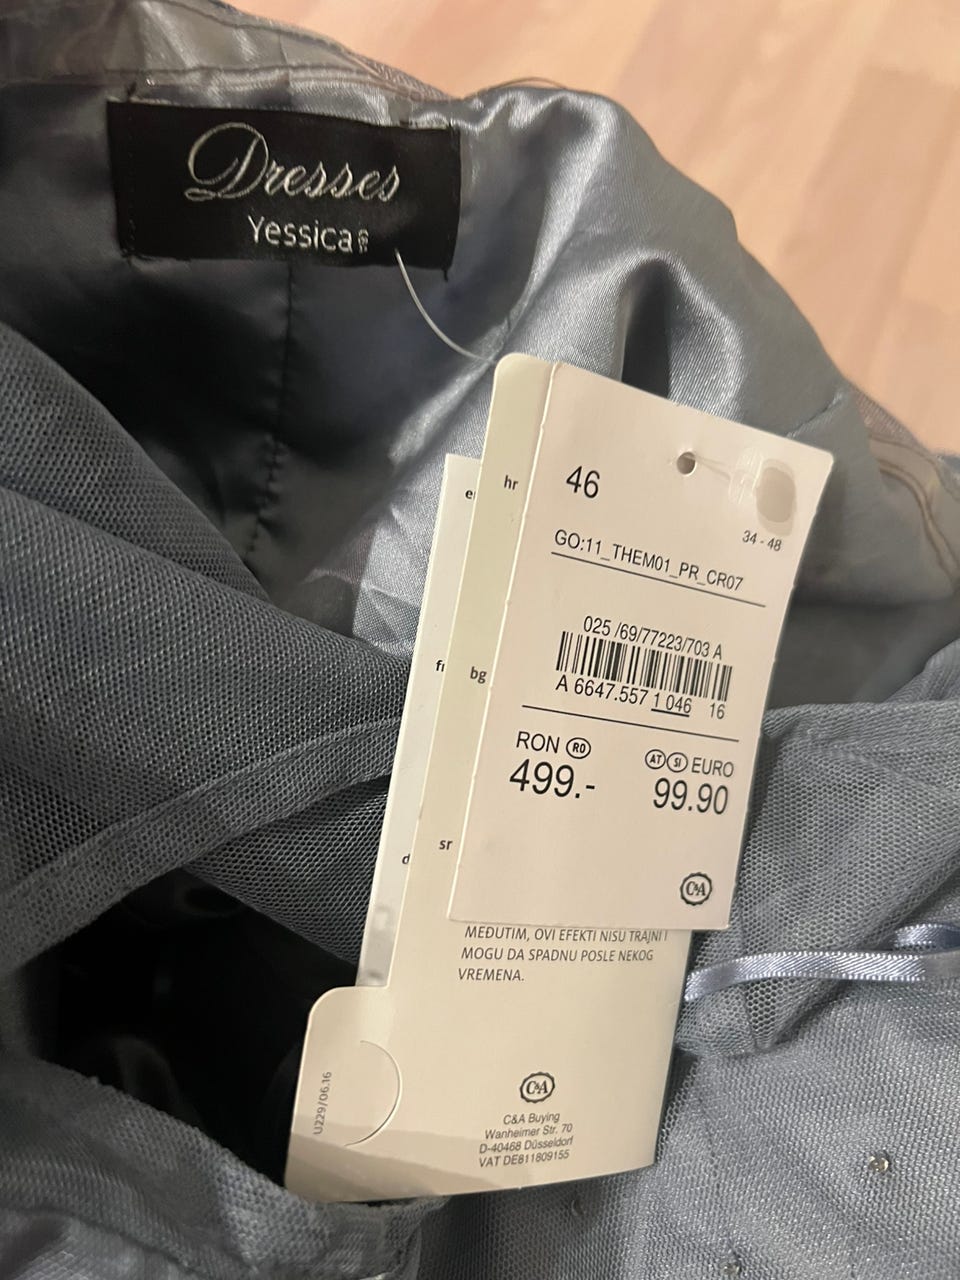 Dresses
Yessica
46
34 - 48
GO:11_THEM01_PR_CR07
025 /69/77223/703 A
A 6647.557 1 046 16
RON RO
499.-
AT SI EURO
99.90
C&A
hr
bg
sr
MEĐUTIM, OVI EFEKTI NISU TRAJNI I
MOGU DA SPADNU POSLE NEKOG
VREMENA.
U229/06.16
C&A
C&A Buying
Wanheimer Str. 70
D-40468 Düsseldorf
VAT DE811809155